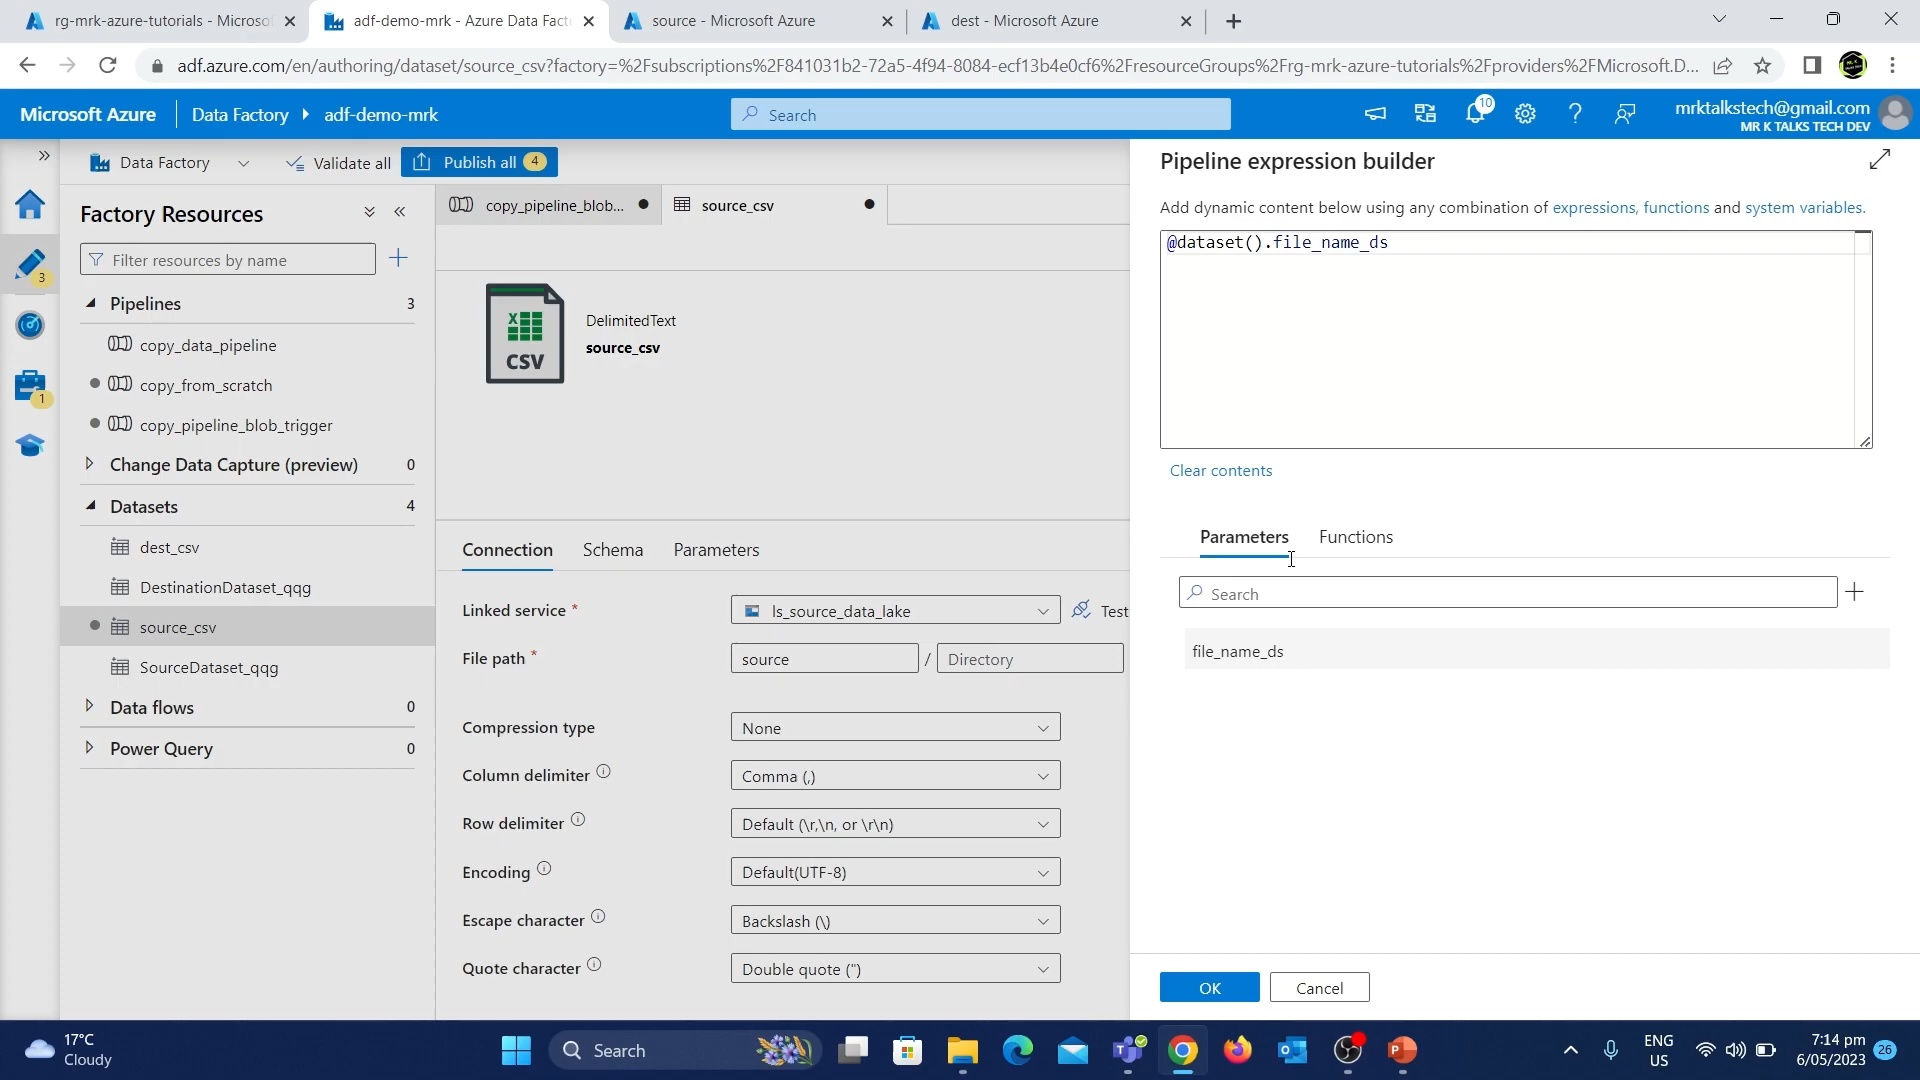 rg-mrk-azure-tutorials - Microsof
adf-demo-mrk - Azure Data Fact
source - Microsoft Azure
dest - Microsoft Azure
adf.azure.com/en/authoring/dataset/source_csv?factory=%2Fsubscriptions%2F841031b2-72a5-4f94-8084-ecf13b4e0cf6%2FresourceGroups%2Frg-mrk-azure-tutorials%2Fproviders%2FMicrosoft.D...
Microsoft Azure
Data Factory
adf-demo-mrk
Search
10
mrktalkstech@gmail.com
MR K TALKS TECH DEV
Data Factory
Validate all
Publish all 4
Factory Resources
Filter resources by name
3
1
Pipelines 3
copy_data_pipeline
copy_from_scratch
copy_pipeline_blob_trigger
Change Data Capture (preview) 0
Datasets 4
dest_csv
DestinationDataset_qqg
source_csv
SourceDataset_qqg
Data flows 0
Power Query 0
copy_pipeline_blob...
source_csv
CSV
DelimitedText
source_csv
Connection
Schema
Parameters
Linked service *
ls_source_data_lake
Test
File path *
source / Directory
Compression type
None
Column delimiter
Comma (,)
Row delimiter
Default (\r,\n, or \r\n)
Encoding
Default(UTF-8)
Escape character
Backslash (\)
Quote character
Double quote (")
Pipeline expression builder
Add dynamic content below using any combination of expressions, functions and system variables.
@dataset().file_name_ds
Clear contents
Parameters
Functions
Search
file_name_ds
OK
Cancel
17°C
Cloudy
Search
ENG
US
7:14 pm
6/05/2023
26